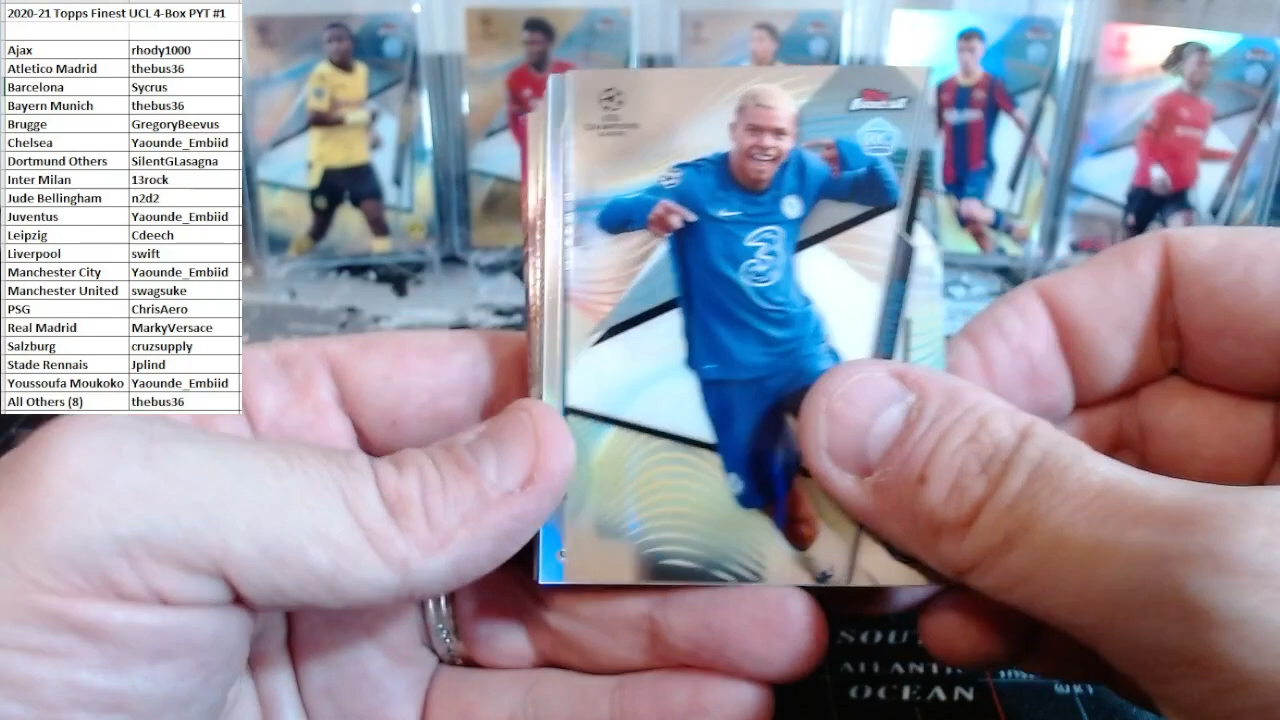 2020-21 Topps Finest UCL 4-Box PYT #1
Ajax rhody1000
Atletico Madrid thebus36
Barcelona Sycrus
Bayern Munich thebus36
Brugge GregoryBeevus
Chelsea Yaounde_Embiid
Dortmund Others SilentGLasagna
Inter Milan 13rock
Jude Bellingham n2d2
Juventus Yaounde_Embiid
Leipzig Cdeech
Liverpool swift
Manchester City Yaounde_Embiid
Manchester United swagsuke
PSG ChrisAero
Real Madrid MarkyVersace
Salzburg cruzsupply
Stade Rennais Jplind
Youssoufa Moukoko Yaounde_Embiid
All Others (8) thebus36
CHAMPIONS
RC
3
ATLANTIC
OCEAN